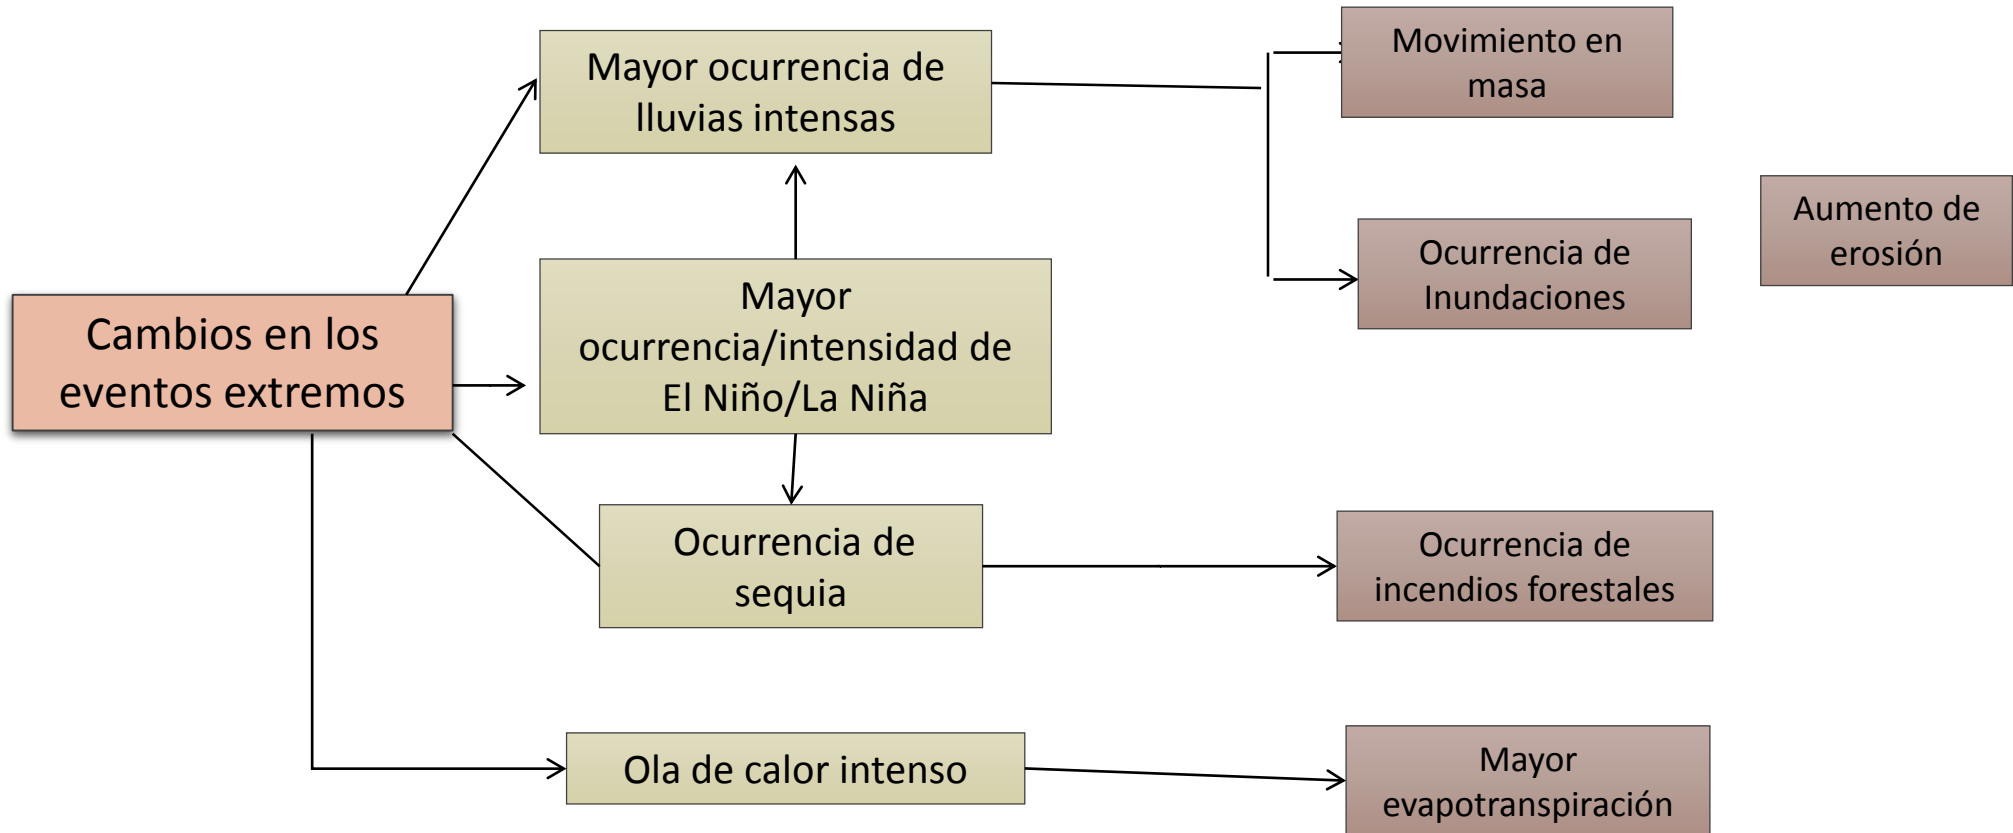 Cambios en los
eventos extremos
Mayor ocurrencia de
lluvias intensas
Mayor
ocurrencia/intensidad de
El Niño/La Niña
Ocurrencia de
sequia
Ola de calor intenso
Movimiento en
masa
Ocurrencia de
Inundaciones
Aumento de
erosión
Ocurrencia de
incendios forestales
Mayor
evapotranspiración